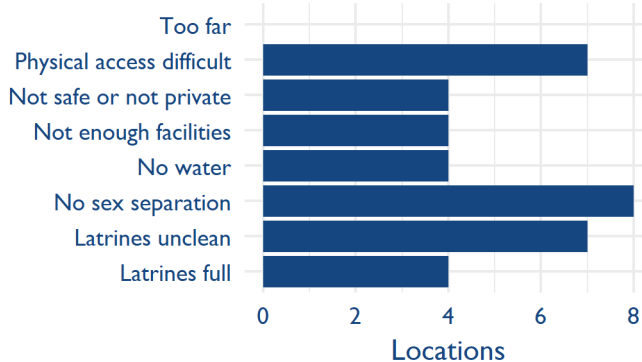 Too far
Physical access difficult
Not safe or not private
Not enough facilities
No water
No sex separation
Latrines unclean
Latrines full
0 2 4 6 8
Locations